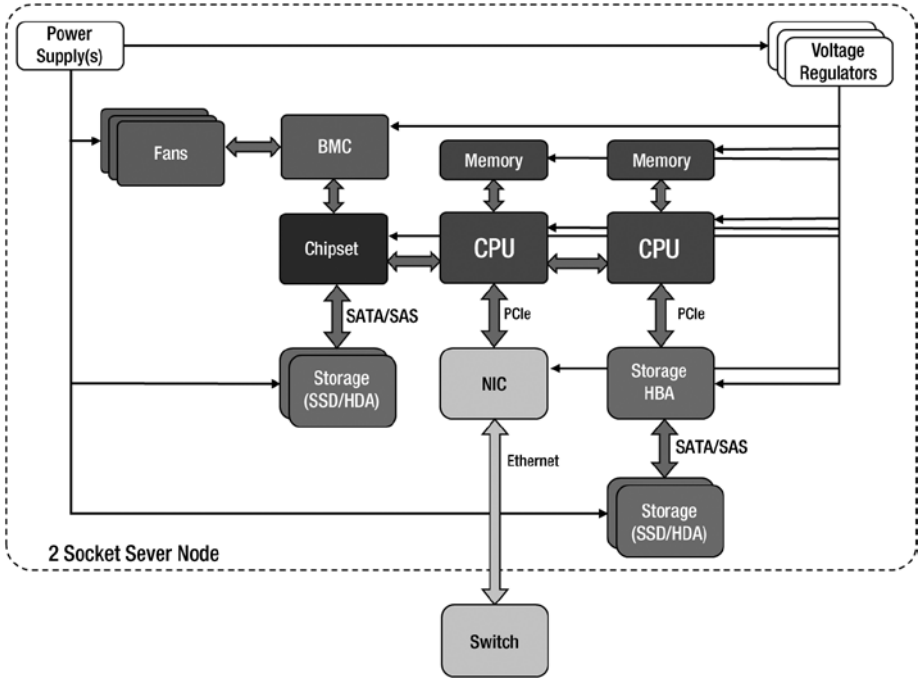 Power
Supply(s)
Voltage
Regulators
Fans
BMC
Memory
Memory
Chipset
CPU
CPU
SATA/SAS
PCIe
PCIe
Storage
(SSD/HDA)
NIC
Storage
HBA
Ethernet
SATA/SAS
Storage
(SSD/HDA)
2 Socket Sever Node
Switch